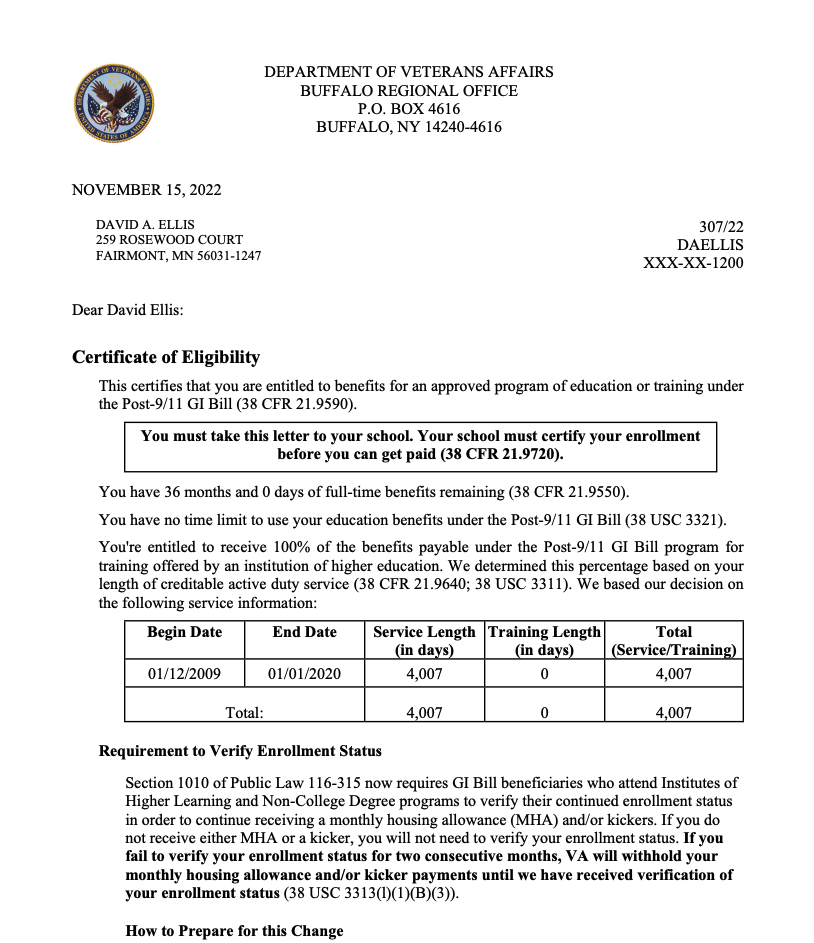 DEPARTMENT OF VETERANS AFFAIRS
BUFFALO REGIONAL OFFICE
P.O. BOX 4616
BUFFALO, NY 14240-4616
NOVEMBER 15, 2022
DAVID A. ELLIS
259 ROSEWOOD COURT
FAIRMONT, MN 56031-1247
307/22
DAELLIS
XXX-XX-1200
Dear David Ellis:
Certificate of Eligibility
This certifies that you are entitled to benefits for an approved program of education or training under
the Post-9/11 GI Bill (38 CFR 21.9590).
You must take this letter to your school. Your school must certify your enrollment
before you can get paid (38 CFR 21.9720).
You have 36 months and 0 days of full-time benefits remaining (38 CFR 21.9550).
You have no time limit to use your education benefits under the Post-9/11 GI Bill (38 USC 3321).
You're entitled to receive 100% of the benefits payable under the Post-9/11 GI Bill program for
training offered by an institution of higher education. We determined this percentage based on your
length of creditable active duty service (38 CFR 21.9640; 38 USC 3311). We based our decision on
the following service information:
Begin Date End Date Service Length (in days) Training Length (in days) Total (Service/Training)
01/12/2009 01/01/2020 4,007 0 4,007
Total: 4,007 0 4,007
Requirement to Verify Enrollment Status
Section 1010 of Public Law 116-315 now requires GI Bill beneficiaries who attend Institutes of
Higher Learning and Non-College Degree programs to verify their continued enrollment status
in order to continue receiving a monthly housing allowance (MHA) and/or kickers. If you do
not receive either MHA or a kicker, you will not need to verify your enrollment status. If you
fail to verify your enrollment status for two consecutive months, VA will withhold your
monthly housing allowance and/or kicker payments until we have received verification of
your enrollment status (38 USC 3313(l)(1)(B)(3)).
How to Prepare for this Change